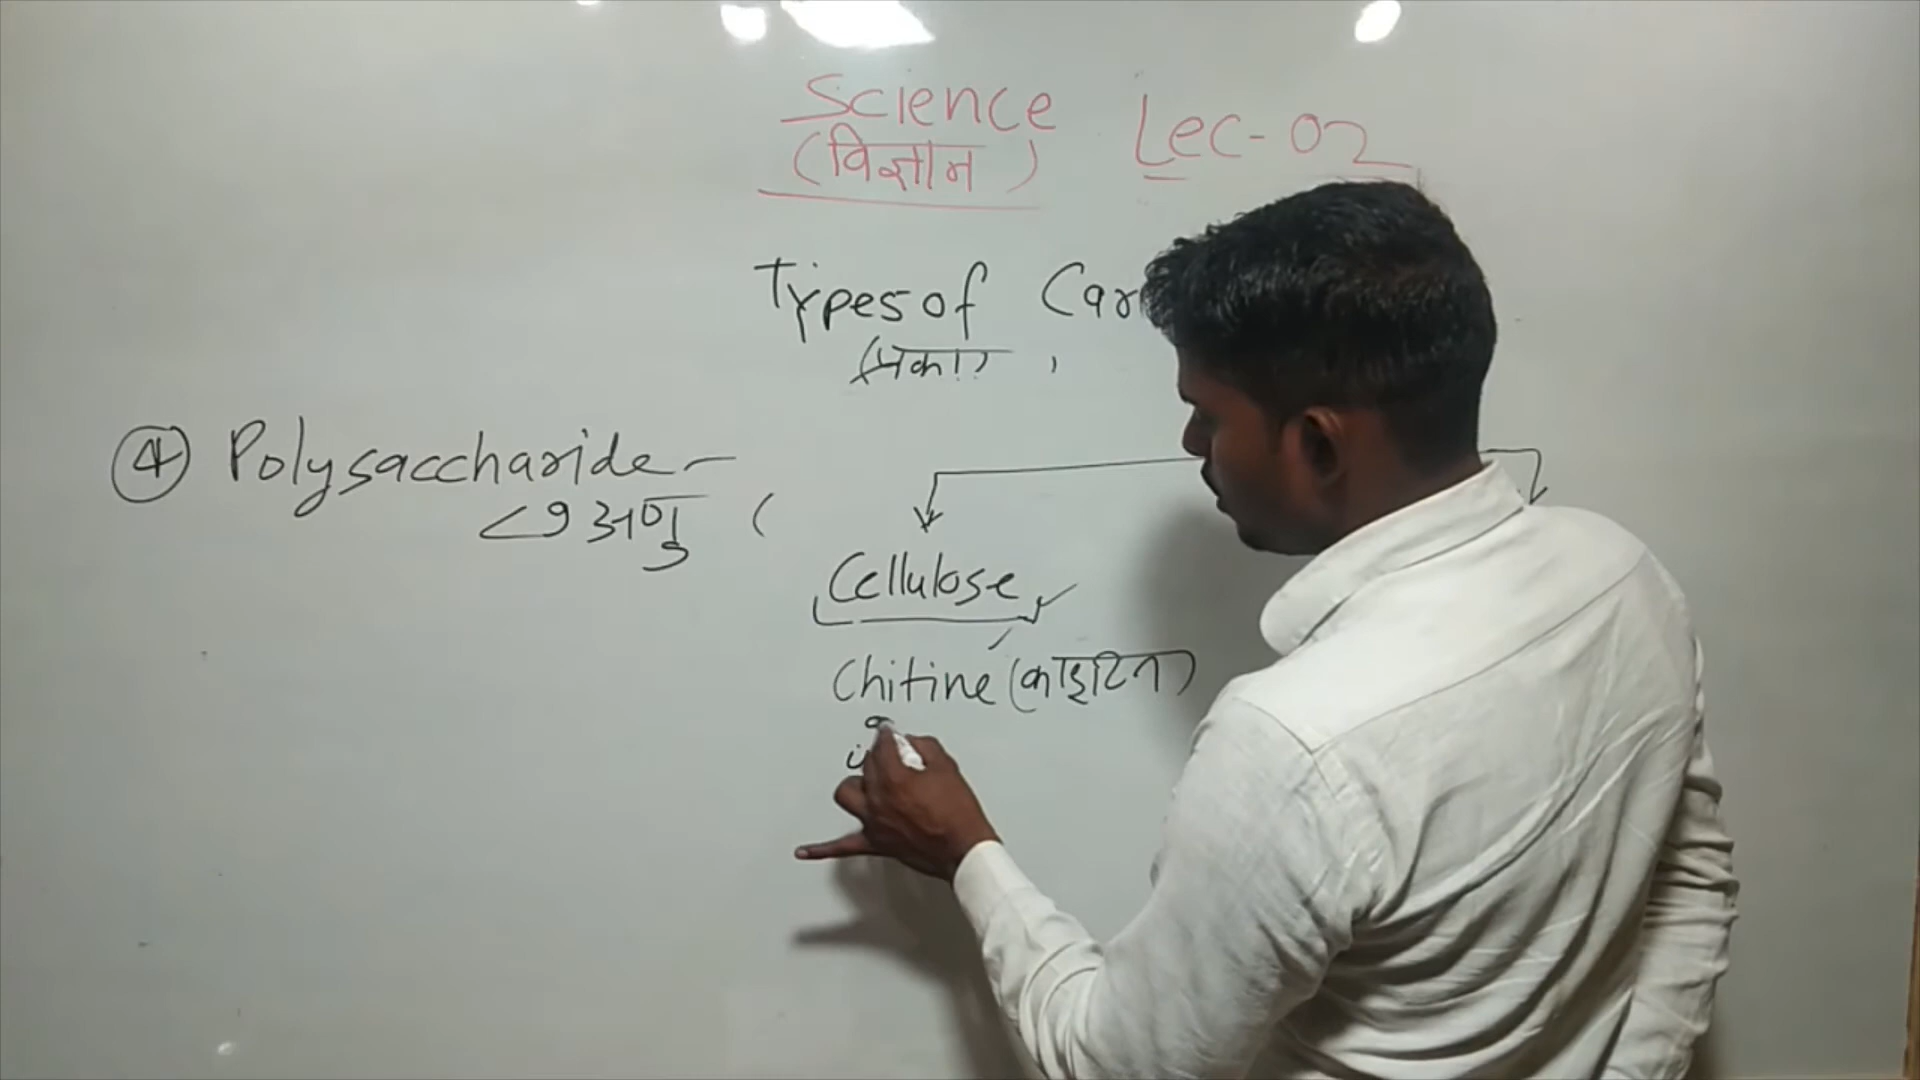 Science Lec-02
(विज्ञान)
Types of Car
(प्रकार
④ Polysaccharide -
<9 अणु (
Cellulose
Chitine (काइटिन)